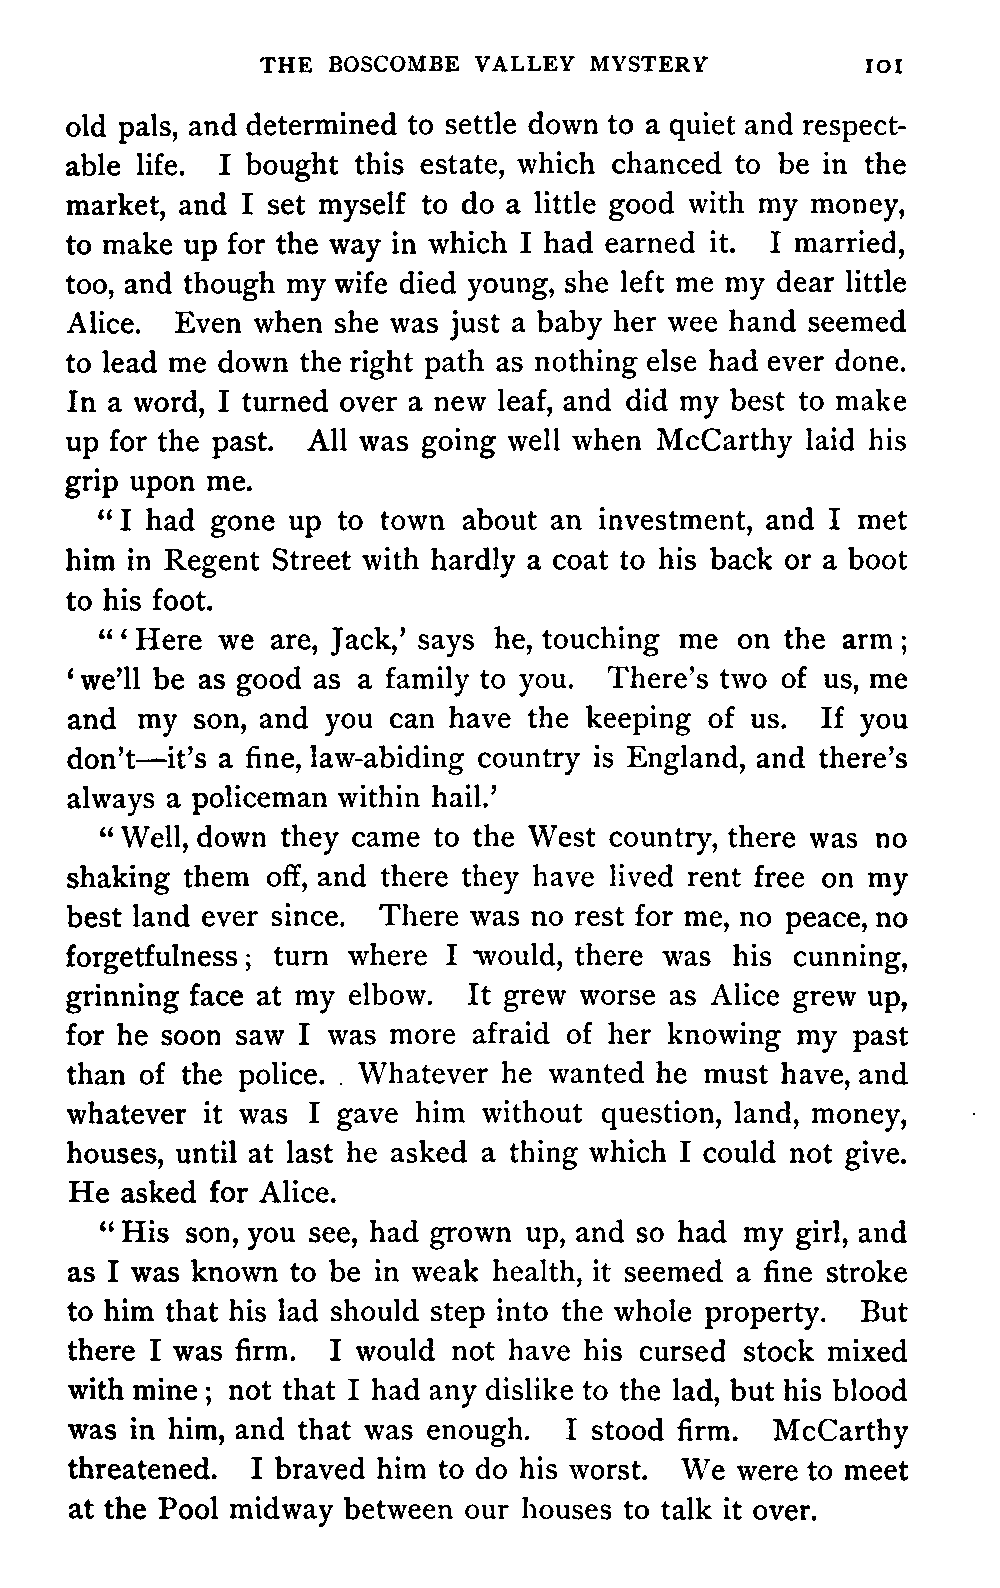 THE BOSCOMBE VALLEY MYSTERY 101
old pals, and determined to settle down to a quiet and respect-
able life. I bought this estate, which chanced to be in the
market, and I set myself to do a little good with my money,
to make up for the way in which I had earned it. I married,
too, and though my wife died young, she left me my dear little
Alice. Even when she was just a baby her wee hand seemed
to lead me down the right path as nothing else had ever done.
In a word, I turned over a new leaf, and did my best to make
up for the past. All was going well when McCarthy laid his
grip upon me.
“I had gone up to town about an investment, and I met
him in Regent Street with hardly a coat to his back or a boot
to his foot.
“‘Here we are, Jack,’ says he, touching me on the arm;
‘we’ll be as good as a family to you. There’s two of us, me
and my son, and you can have the keeping of us. If you
don’t—it’s a fine, law-abiding country is England, and there’s
always a policeman within hail.’
“Well, down they came to the West country, there was no
shaking them off, and there they have lived rent free on my
best land ever since. There was no rest for me, no peace, no
forgetfulness; turn where I would, there was his cunning,
grinning face at my elbow. It grew worse as Alice grew up,
for he soon saw I was more afraid of her knowing my past
than of the police. Whatever he wanted he must have, and
whatever it was I gave him without question, land, money,
houses, until at last he asked a thing which I could not give.
He asked for Alice.
“His son, you see, had grown up, and so had my girl, and
as I was known to be in weak health, it seemed a fine stroke
to him that his lad should step into the whole property. But
there I was firm. I would not have his cursed stock mixed
with mine; not that I had any dislike to the lad, but his blood
was in him, and that was enough. I stood firm. McCarthy
threatened. I braved him to do his worst. We were to meet
at the Pool midway between our houses to talk it over.